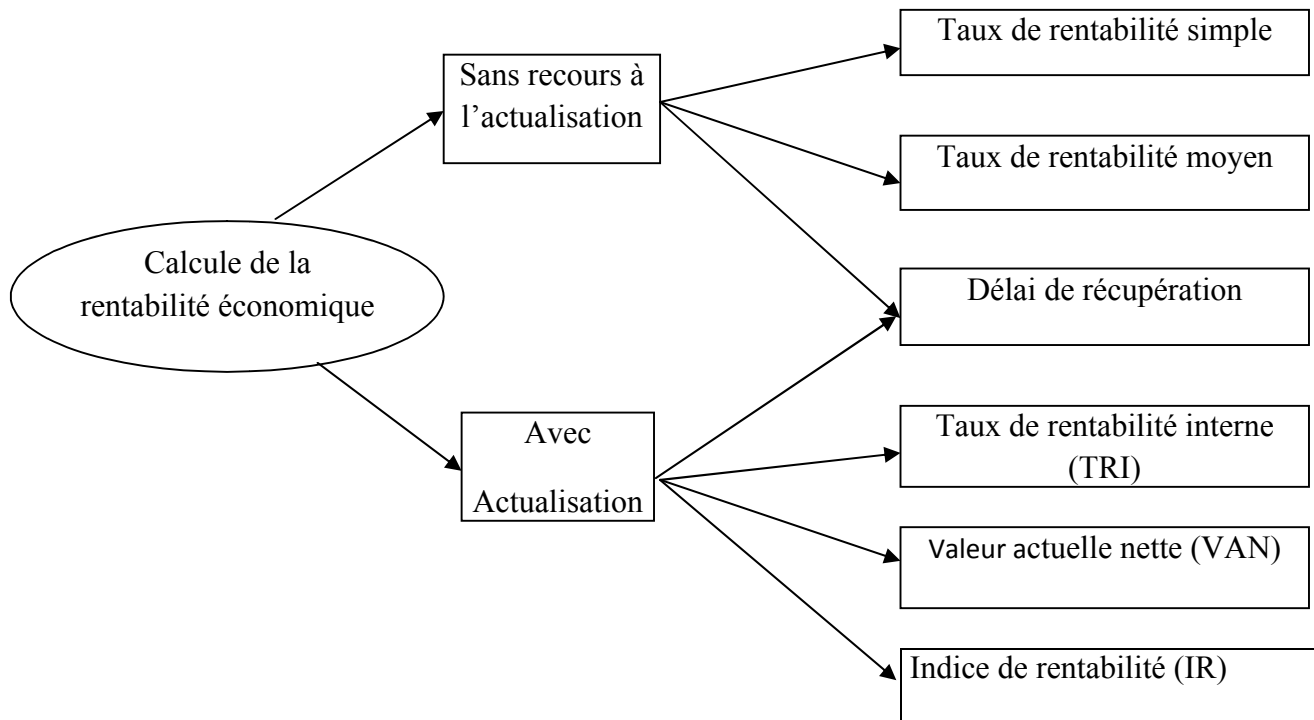 Taux de rentabilité simple
Sans recours à
l’actualisation
Taux de rentabilité moyen
Calcule de la
rentabilité économique
Délai de récupération
Avec
Actualisation
Taux de rentabilité interne
(TRI)
Valeur actuelle nette (VAN)
Indice de rentabilité (IR)